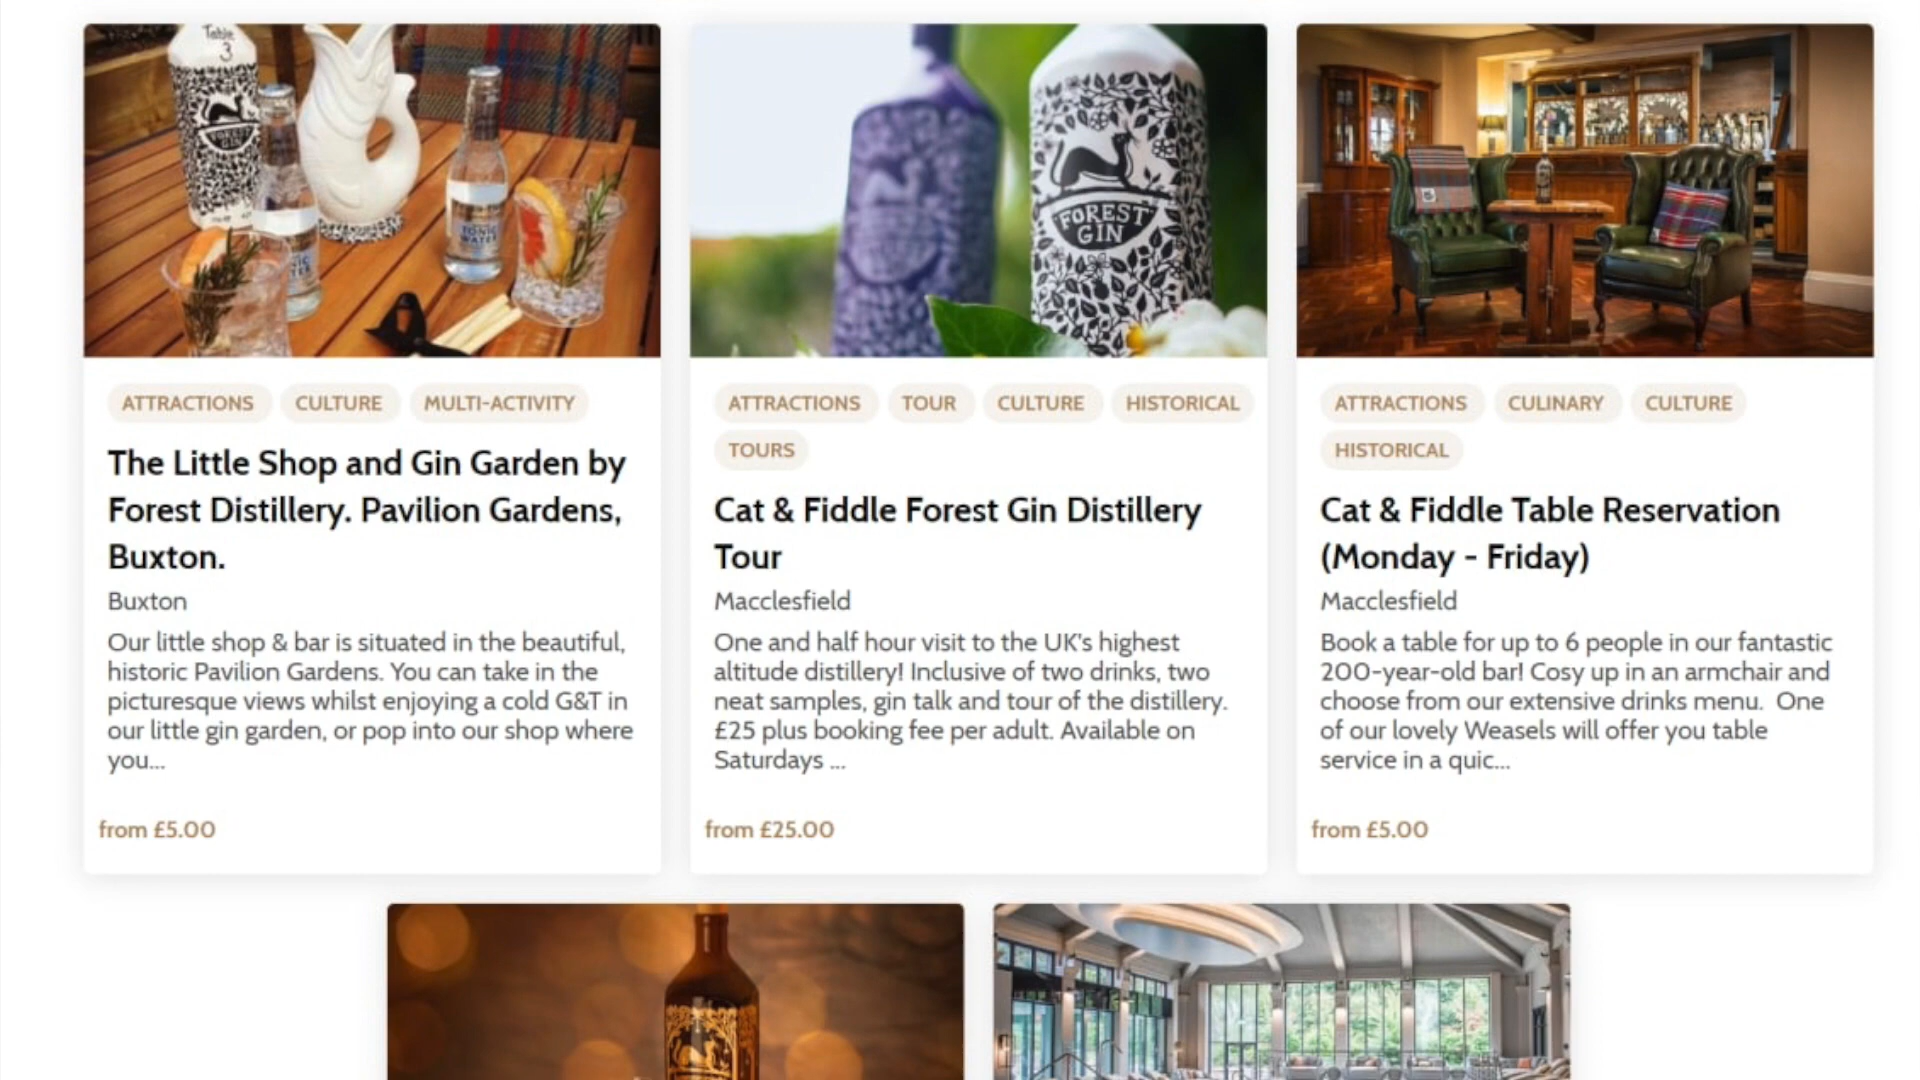 Table
3
FOREST
GIN
TONIC
WATER
FOREST
GIN
ATTRACTIONS CULTURE MULTI-ACTIVITY
The Little Shop and Gin Garden by
Forest Distillery. Pavilion Gardens,
Buxton.
Buxton
Our little shop & bar is situated in the beautiful,
historic Pavilion Gardens. You can take in the
picturesque views whilst enjoying a cold G&T in
our little gin garden, or pop into our shop where
you...
from £5.00
ATTRACTIONS TOUR CULTURE HISTORICAL
TOURS
Cat & Fiddle Forest Gin Distillery
Tour
Macclesfield
One and half hour visit to the UK's highest
altitude distillery! Inclusive of two drinks, two
neat samples, gin talk and tour of the distillery.
£25 plus booking fee per adult. Available on
Saturdays ...
from £25.00
ATTRACTIONS CULINARY CULTURE
HISTORICAL
Cat & Fiddle Table Reservation
(Monday - Friday)
Macclesfield
Book a table for up to 6 people in our fantastic
200-year-old bar! Cosy up in an armchair and
choose from our extensive drinks menu. One
of our lovely Weasels will offer you table
service in a quic...
from £5.00